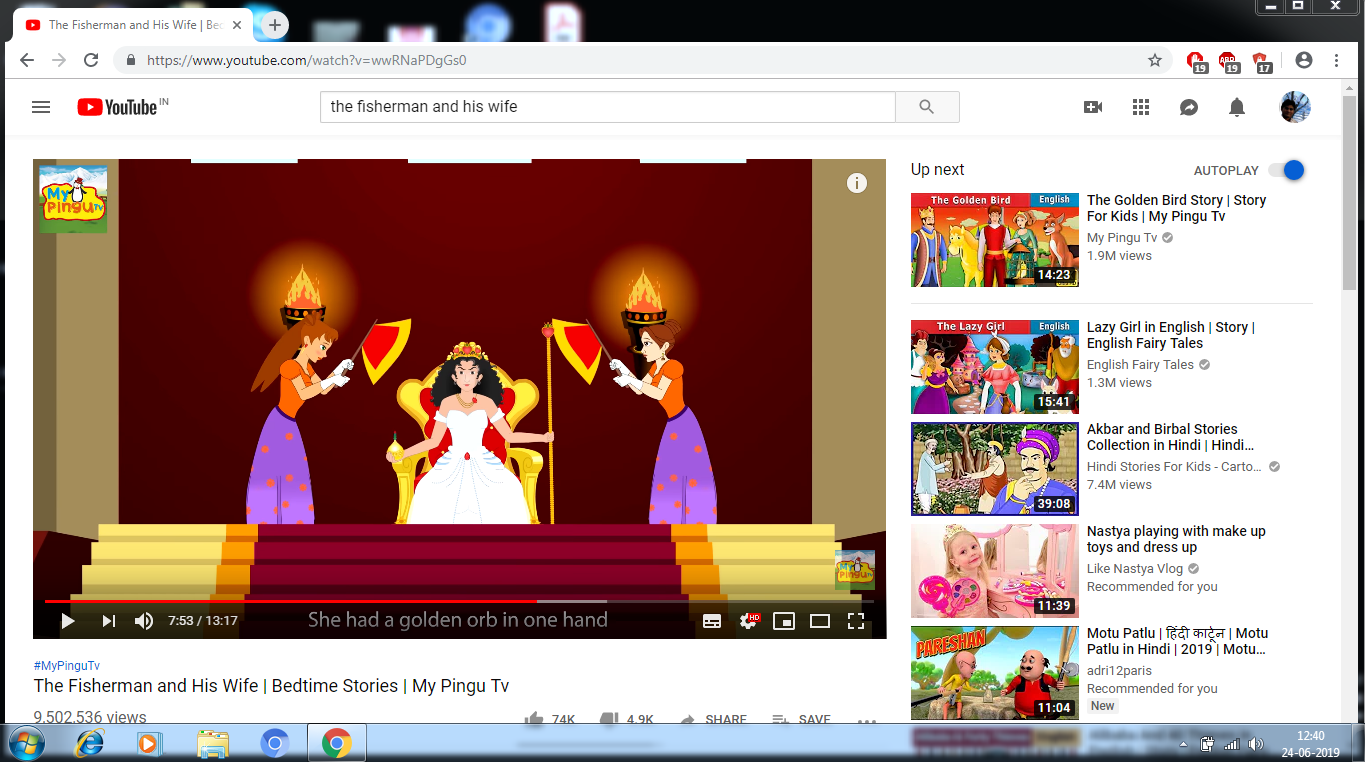 The Fisherman and His Wife | Bed
https://www.youtube.com/watch?v=wwRNaPDgGs0
19
ABP
19
17
YouTube IN
the fisherman and his wife
My Pingu TV
i
She had a golden orb in one hand
My Pingu TV
7:53 / 13:17
HD
#MyPinguTv
The Fisherman and His Wife | Bedtime Stories | My Pingu Tv
9,502,536 views
74K
4.9K
SHARE
SAVE
Up next
AUTOPLAY
The Golden Bird
English
14:23
The Golden Bird Story | Story
For Kids | My Pingu Tv
My Pingu Tv
1.9M views
The Lazy Girl
English
15:41
Lazy Girl in English | Story |
English Fairy Tales
English Fairy Tales
1.3M views
39:08
Akbar and Birbal Stories
Collection in Hindi | Hindi...
Hindi Stories For Kids - Carto...
7.4M views
11:39
Nastya playing with make up
toys and dress up
Like Nastya Vlog
Recommended for you
PARESHAN
11:04
Motu Patlu | हिंदी कार्टून | Motu
Patlu in Hindi | 2019 | Motu...
adri12paris
Recommended for you
New
12:40
24-06-2019